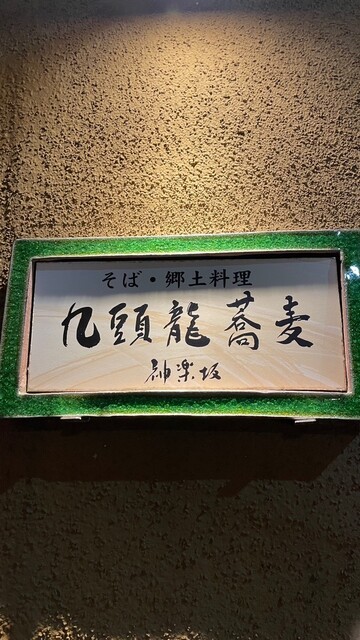 そば・郷土料理
九頭龍蕎麦
神楽坂